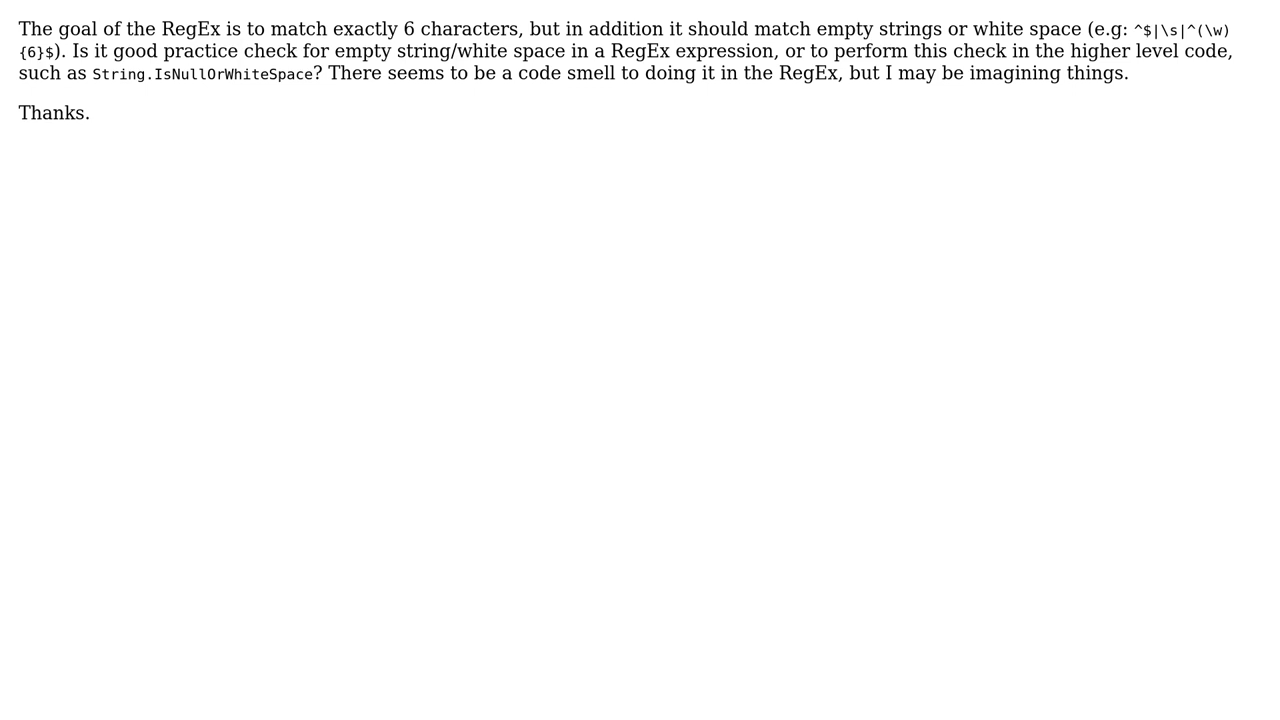 The goal of the RegEx is to match exactly 6 characters, but in addition it should match empty strings or white space (e.g: ^$|\s|^(\w)
{6}$). Is it good practice check for empty string/white space in a RegEx expression, or to perform this check in the higher level code,
such as String.IsNullOrWhiteSpace? There seems to be a code smell to doing it in the RegEx, but I may be imagining things.
Thanks.